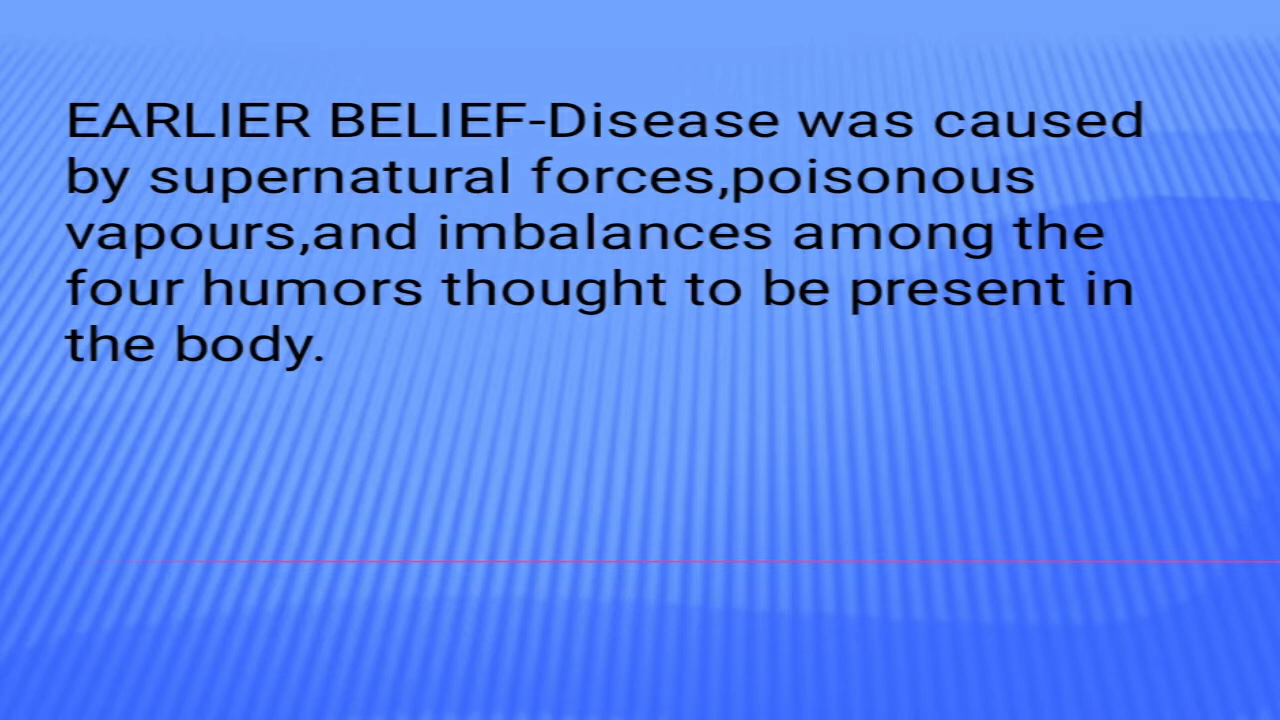 EARLIER BELIEF-Disease was caused
by supernatural forces,poisonous
vapours,and imbalances among the
four humors thought to be present in
the body.